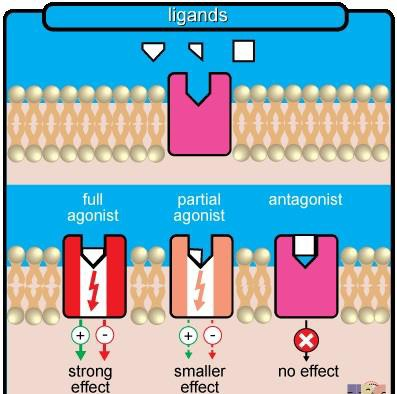 ligands
full agonist
partial agonist
antagonist
+
-
+
-
strong effect
smaller effect
no effect